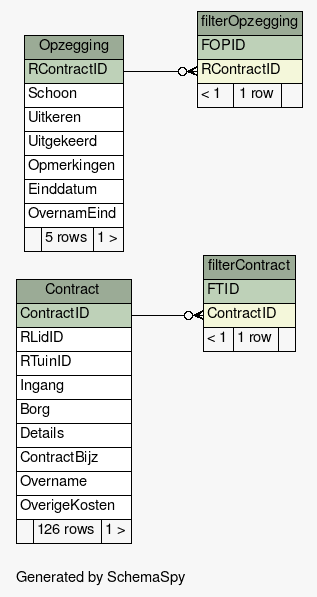 Opzegging
RContractID
Schoon
Uitkeren
Uitgekeerd
Opmerkingen
Einddatum
OvernamEind
5 rows 1 >
filterOpzegging
FOPID
RContractID
< 1 1 row
Contract
ContractID
RLidID
RTuinID
Ingang
Borg
Details
ContractBijz
Overname
OverigeKosten
126 rows 1 >
filterContract
FTID
ContractID
< 1 1 row
Generated by SchemaSpy